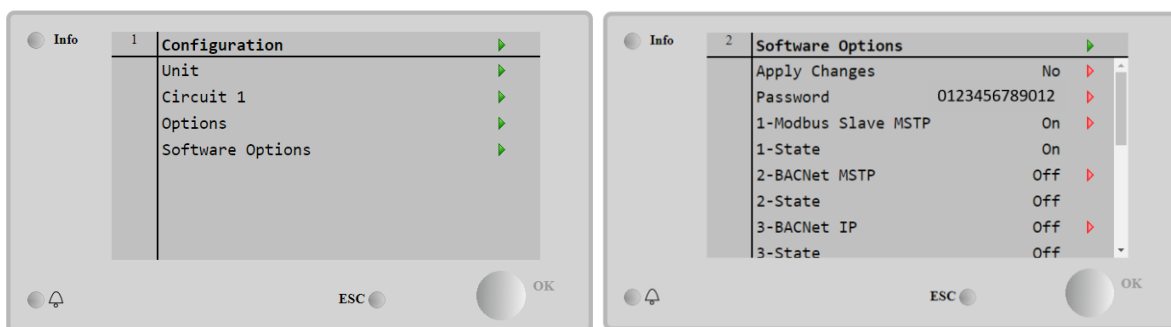 Info
1 Configuration
Unit
Circuit 1
Options
Software Options
ESC
OK
Info
2 Software Options
Apply Changes No
Password 0123456789012
1-Modbus Slave MSTP On
1-State On
2-BACNet MSTP Off
2-State Off
3-BACNet IP Off
3-State Off
ESC
OK